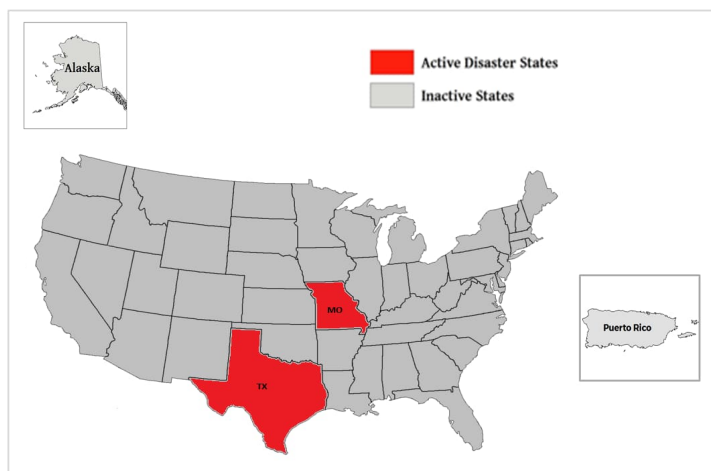 Alaska
Active Disaster States
Inactive States
MO
Puerto Rico
TX